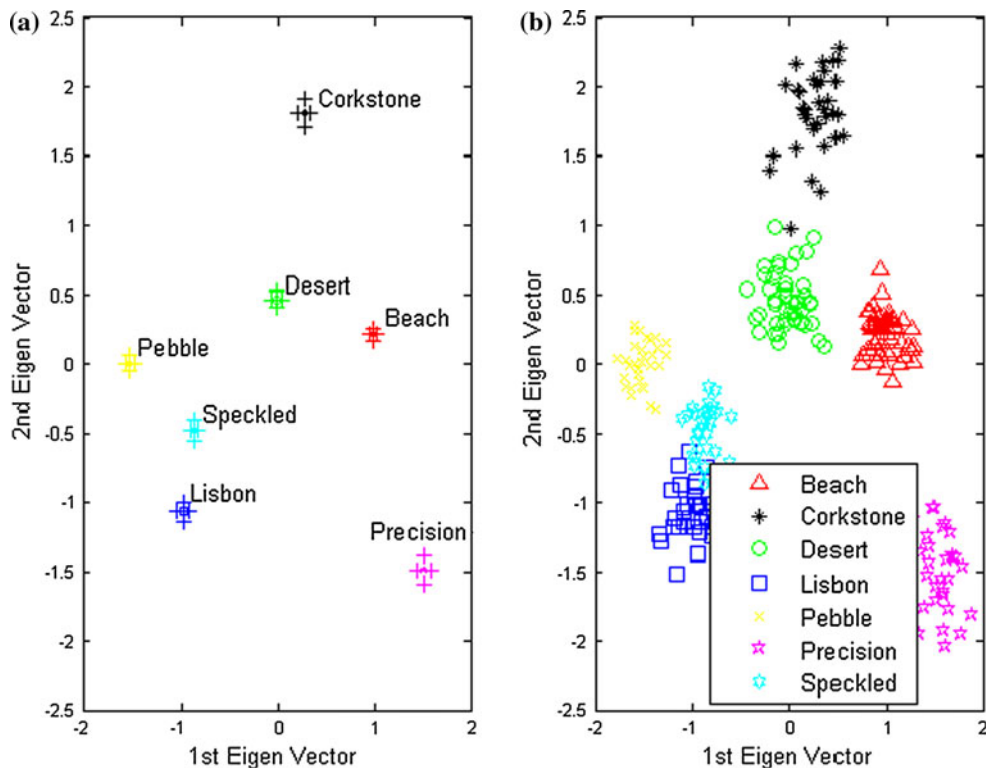 (a)
2.5
2
1.5
1
0.5
0
-0.5
-1
-1.5
-2
-2.5
2nd Eigen Vector
Corkstone
Desert
Beach
Pebble
Speckled
Lisbon
Precision
-2
-1
0
1
2
1st Eigen Vector
(b)
2.5
2
1.5
1
0.5
0
-0.5
-1
-1.5
-2
-2.5
2nd Eigen Vector
Beach
Corkstone
Desert
Lisbon
Pebble
Precision
Speckled
-2
-1
0
1
2
1st Eigen Vector